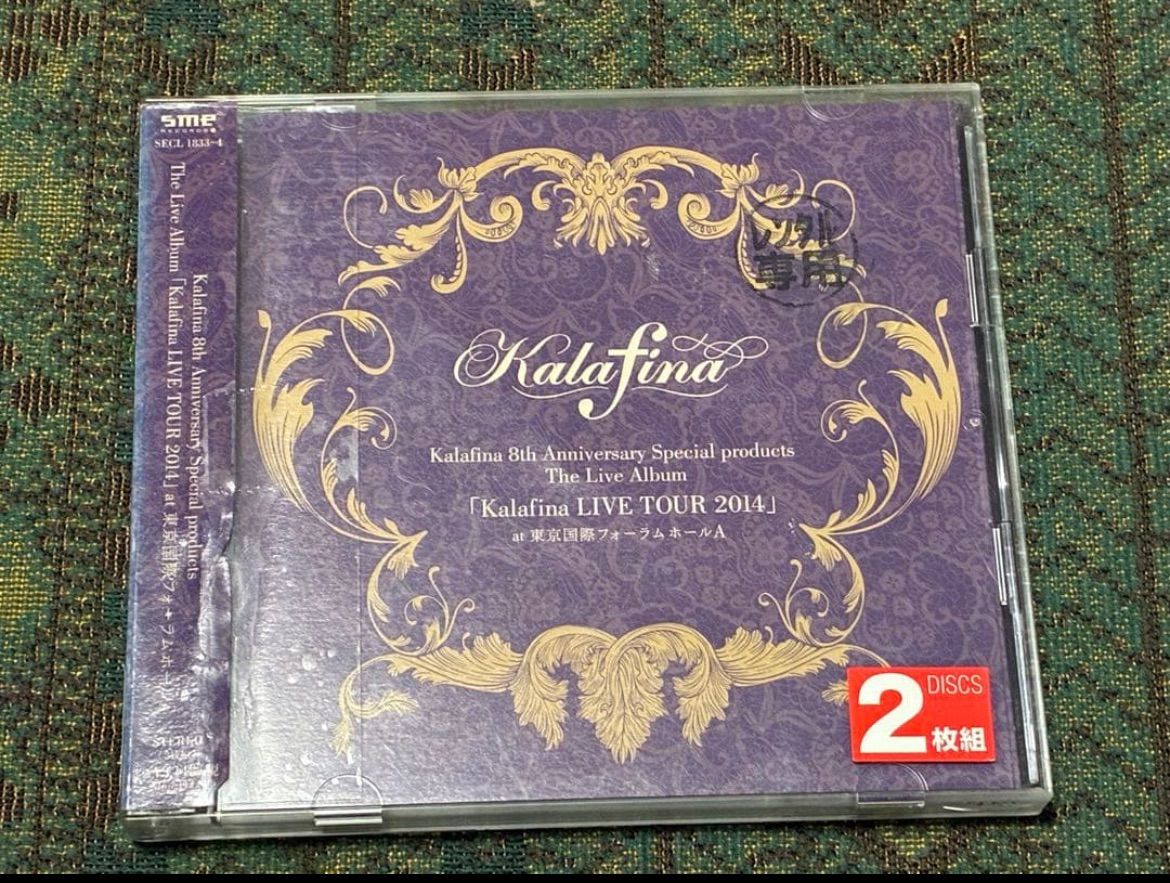 sme
RECORDS
SECL 1833~4
Kalafina 8th Anniversary Special products
The Live Album「Kalafina LIVE TOUR 2014」at 東京国際フォーラムホール
STEREO
レンタル
専用
Kalafina
Kalafina 8th Anniversary Special products
The Live Album
「Kalafina LIVE TOUR 2014」
at 東京国際フォーラムホールA
2 DISCS
枚組